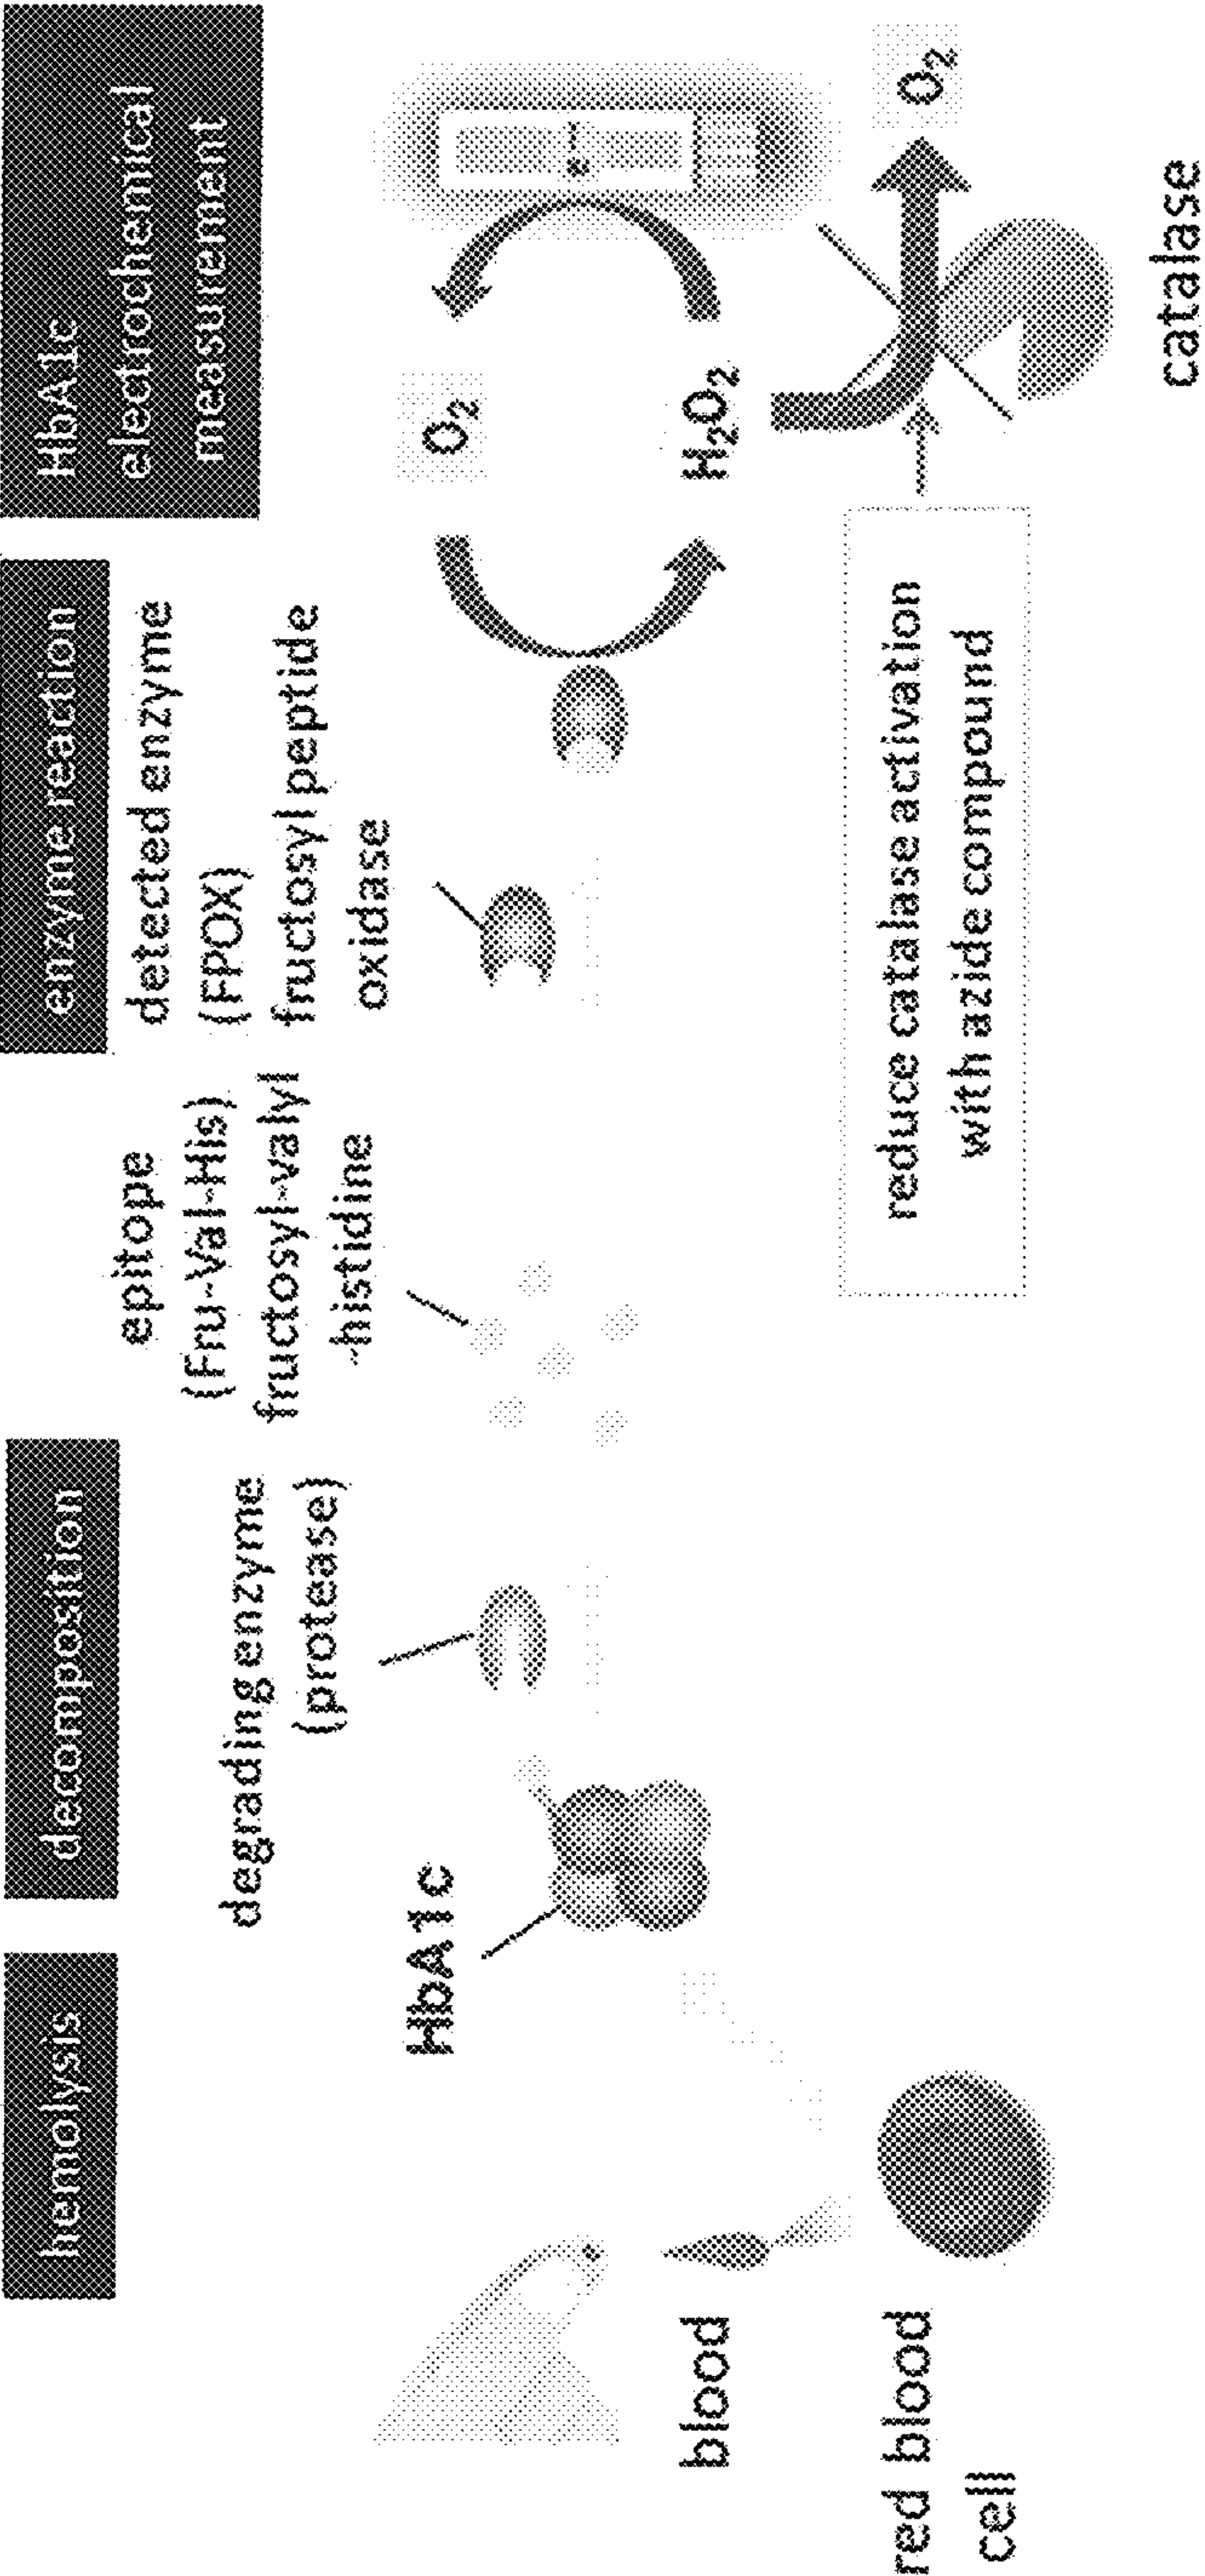 hemolysis
decomposition
enzyme reaction
HbA1c
electrochemical
measurement
blood
red blood
cell
HbA1c
degrading enzyme
(protease)
epitope
(Fru-Val-His)
fructosyl-valyl
-histidine
detected enzyme
(FPOX)
fructosyl peptide
oxidase
O₂
H₂O₂
e⁻
O₂
catalase
reduce catalase activation
with azide compound